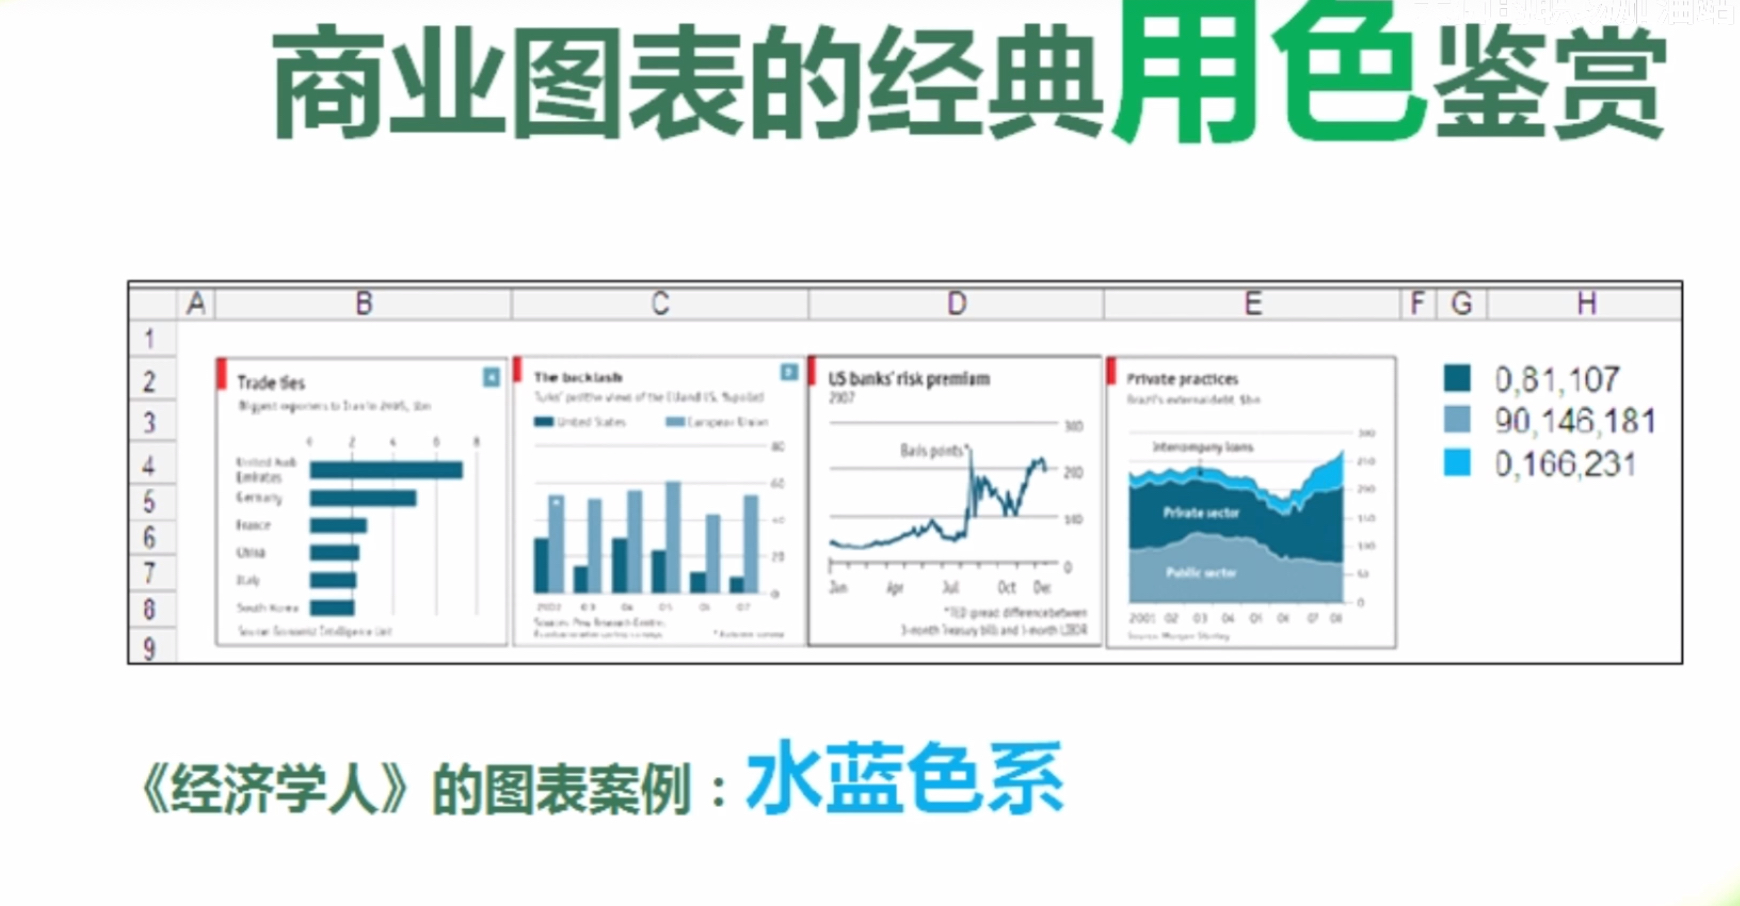 商业图表的经典用色鉴赏
A B C D E F G H
1
2
3
4
5
6
7
8
9
Trade ties
Biggest exporters to Iran in 2005, $bn
0 2 4 6 8
United Arab
Emirates
Germany
France
China
Italy
South Korea
Source: Economist Intelligence Unit
The backlash
United States European Union
80
60
40
20
0
2002 03 04 05 06 07
US banks' risk premium
2007
Basis points*
300
200
100
0
Jan Apr Jul Oct Dec
*TED spread: difference between
3-month Treasury bills and 3-month LIBOR
Private practices
Brazil's external debt, $bn
Intercompany loans
Private sector
Public sector
300
250
200
150
100
50
0
2001 02 03 04 05 06 07 08
Source: Morgan Stanley
0,81,107
90,146,181
0,166,231
《经济学人》的图表案例：水蓝色系